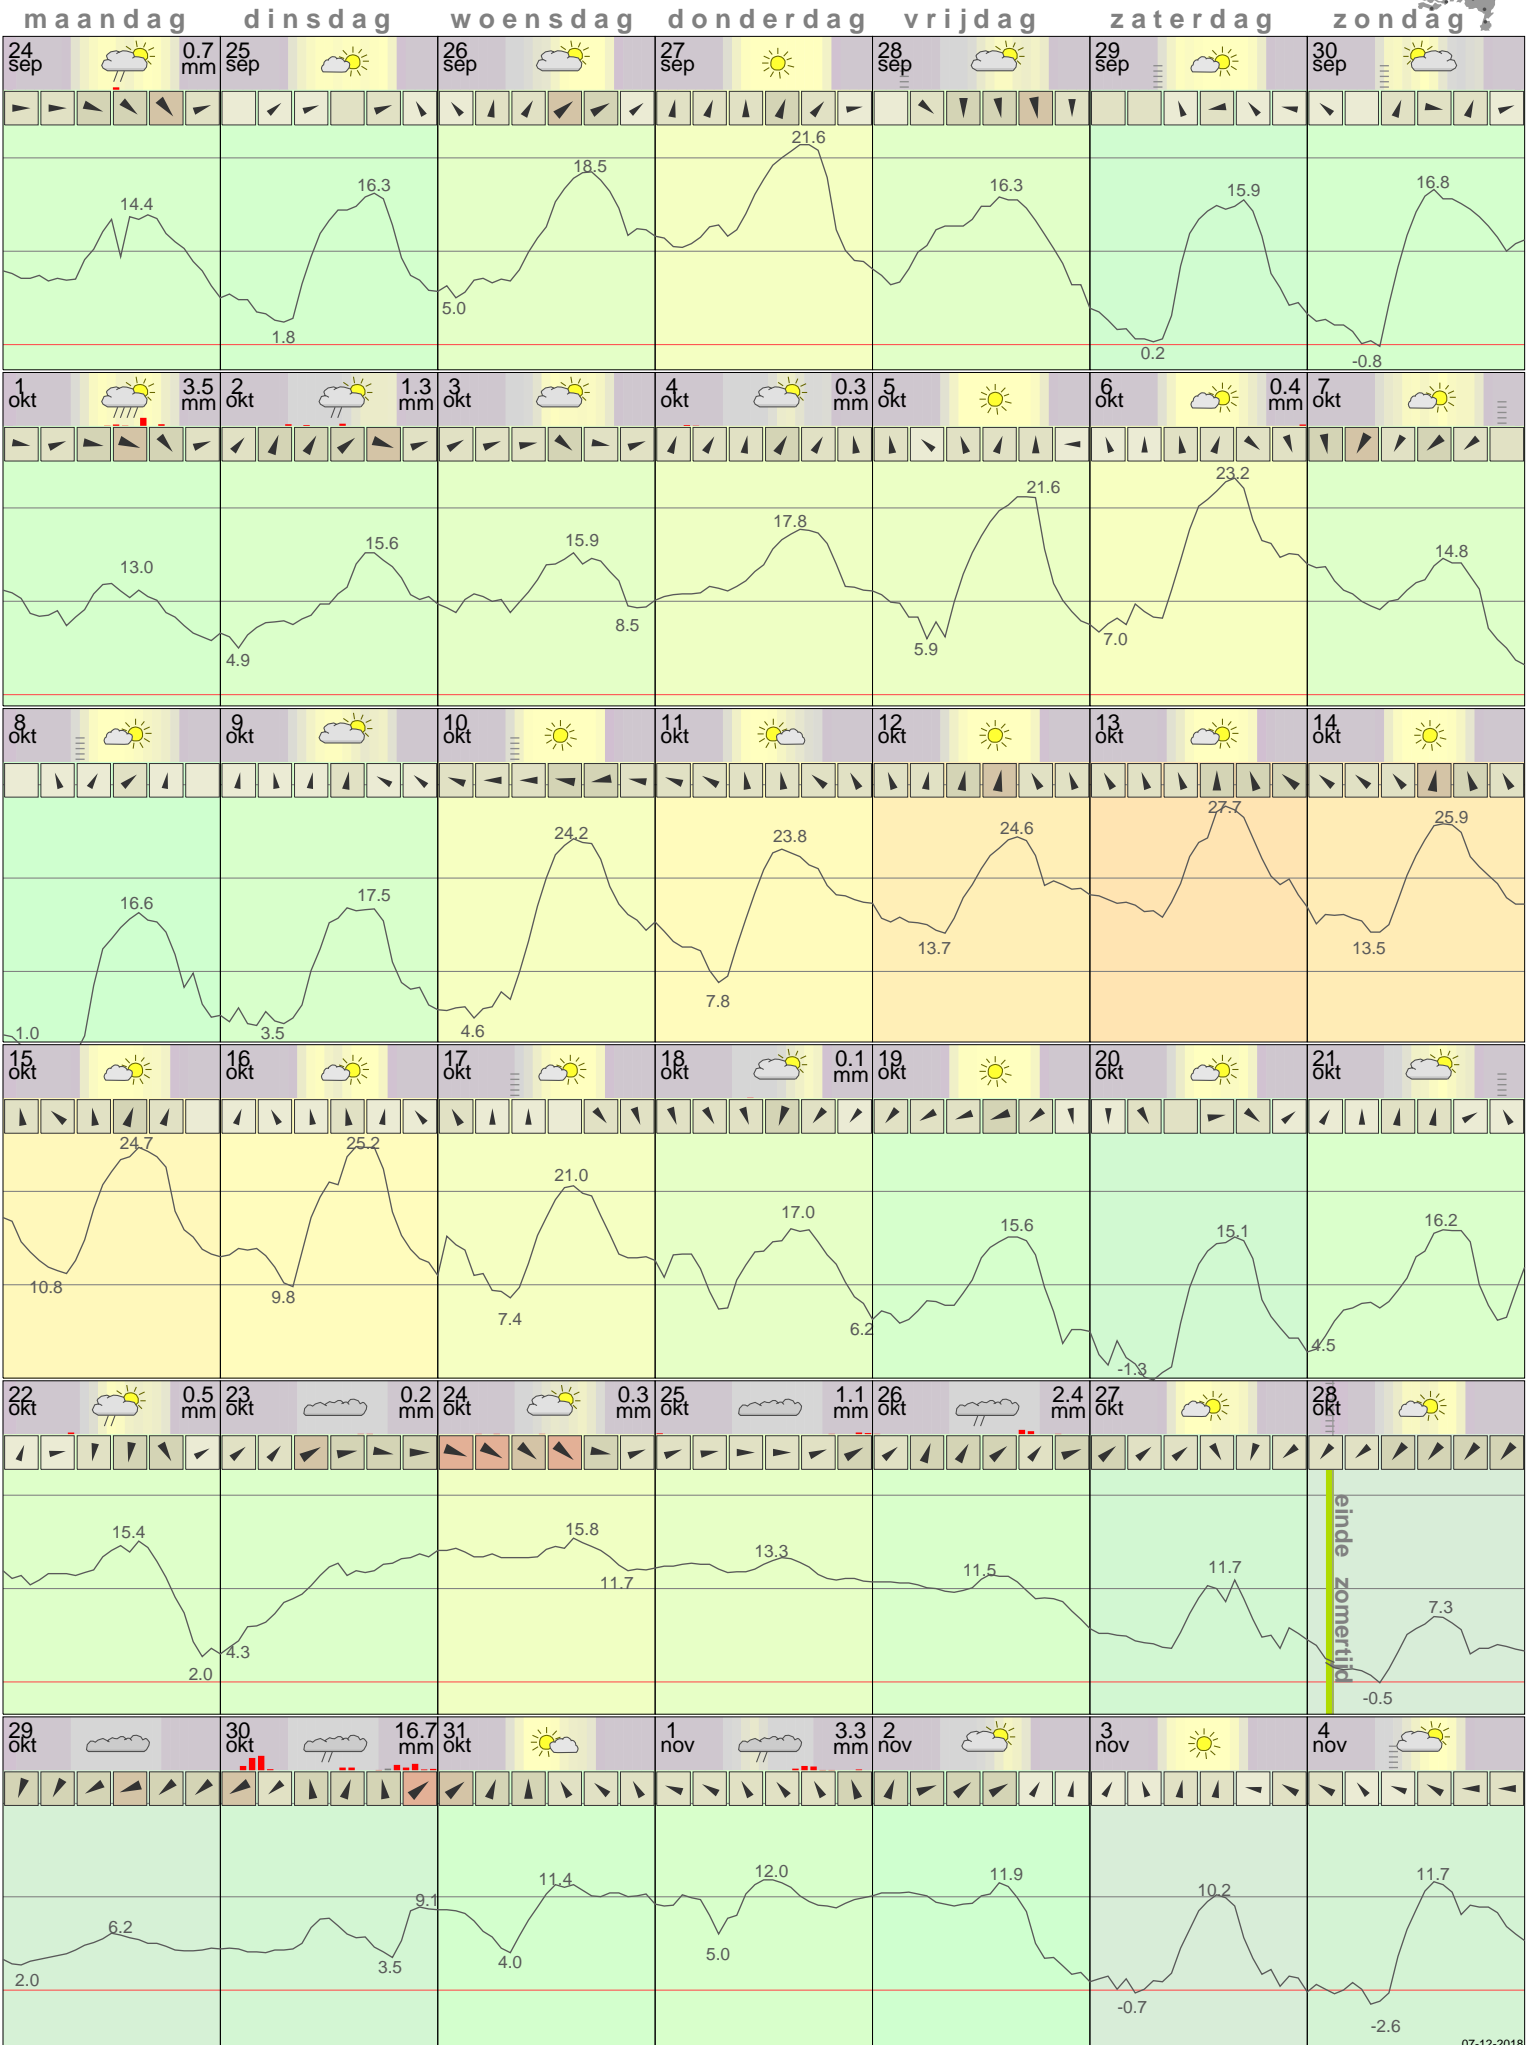 maandag dinsdag woensdag donderdag vrijdag zaterdag zondag
24 sep 0.7 mm 25 sep 26 sep 27 sep 28 sep 29 sep 30 sep
14.4 1.8 16.3 5.0 18.5 21.6 16.3 0.2 15.9 -0.8 16.8
1 okt 3.5 mm 2 okt 1.3 mm 3 okt 4 okt 0.3 mm 5 okt 6 okt 0.4 mm 7 okt
13.0 4.9 15.6 15.9 8.5 17.8 5.9 21.6 7.0 23.2 14.8
8 okt 9 okt 10 okt 11 okt 12 okt 13 okt 14 okt
-1.0 16.6 3.5 17.5 4.6 24.2 7.8 23.8 13.7 24.6 27.7 13.5 25.9
15 okt 16 okt 17 okt 18 okt 0.1 mm 19 okt 20 okt 21 okt
10.8 24.7 9.8 25.2 7.4 21.0 17.0 6.2 15.6 -1.3 15.1 4.5 16.2
22 okt 0.5 mm 23 okt 0.2 mm 24 okt 0.3 mm 25 okt 1.1 mm 26 okt 2.4 mm 27 okt 28 okt
15.4 2.0 4.3 15.8 11.7 13.3 11.5 11.7 -0.5 7.3
einde zomertijd
29 okt 30 okt 16.7 mm 31 okt 1 nov 3.3 mm 2 nov 3 nov 4 nov
2.0 6.2 3.5 9.1 4.0 11.4 5.0 12.0 11.9 -0.7 10.2 -2.6 11.7
07-12-2018